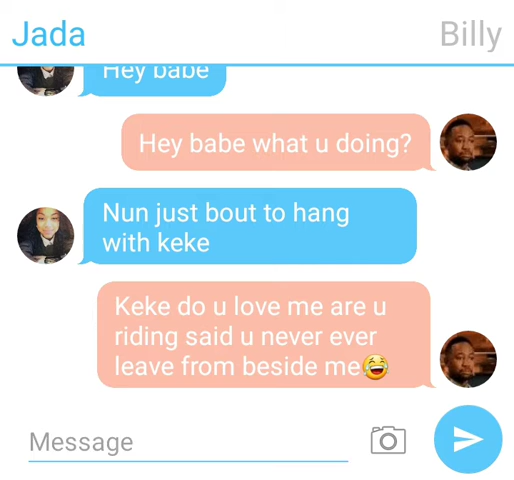 Jada
Billy
Hey babe
Hey babe what u doing?
Nun just bout to hang
with keke
Keke do u love me are u
riding said u never ever
leave from beside me😂
Message